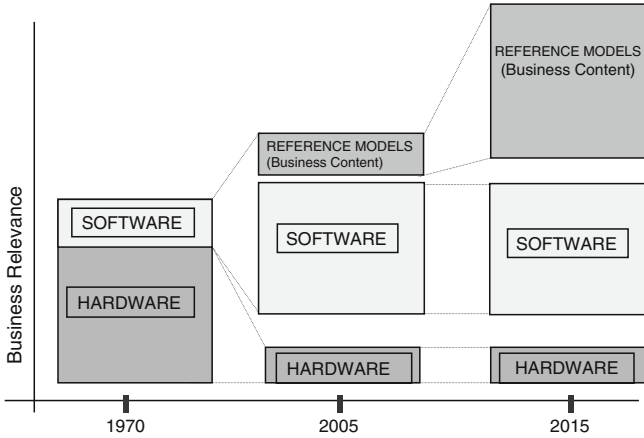 REFERENCE MODELS
(Business Content)
REFERENCE MODELS
(Business Content)
SOFTWARE
SOFTWARE
SOFTWARE
HARDWARE
HARDWARE
HARDWARE
Business Relevance
1970
2005
2015